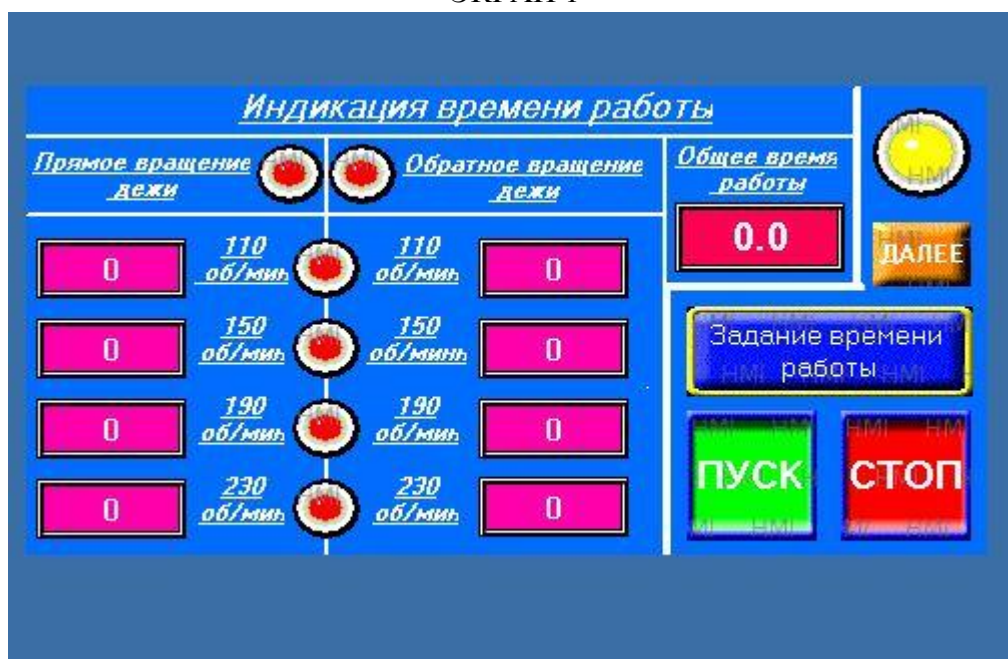 Индикация времени работы
Прямое вращение
дежи
Обратное вращение
дежи
Общее время
работы
0.0
HMI
ДАЛЕЕ
0
110
об/мин
110
об/мин
0
0
150
об/мин
150
об/минн
0
0
190
об/мин
190
об/мин
0
0
230
об/мин
230
об/мин
0
Задание времени
работы
ПУСК
СТОП